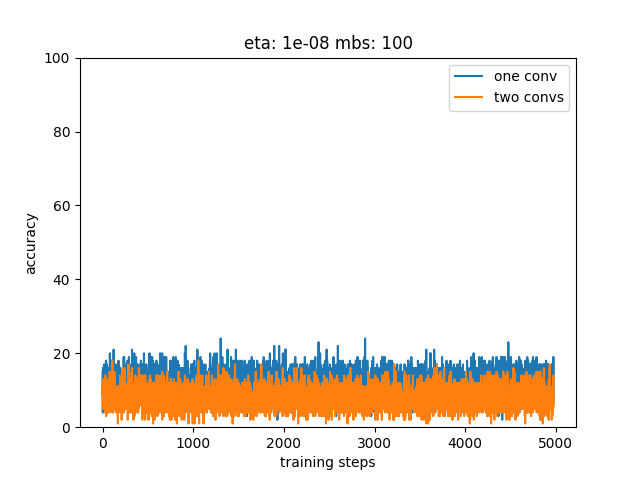 eta: 1e-08 mbs: 100
100
80
60
40
20
0
accuracy
one conv
two convs
0 1000 2000 3000 4000 5000
training steps